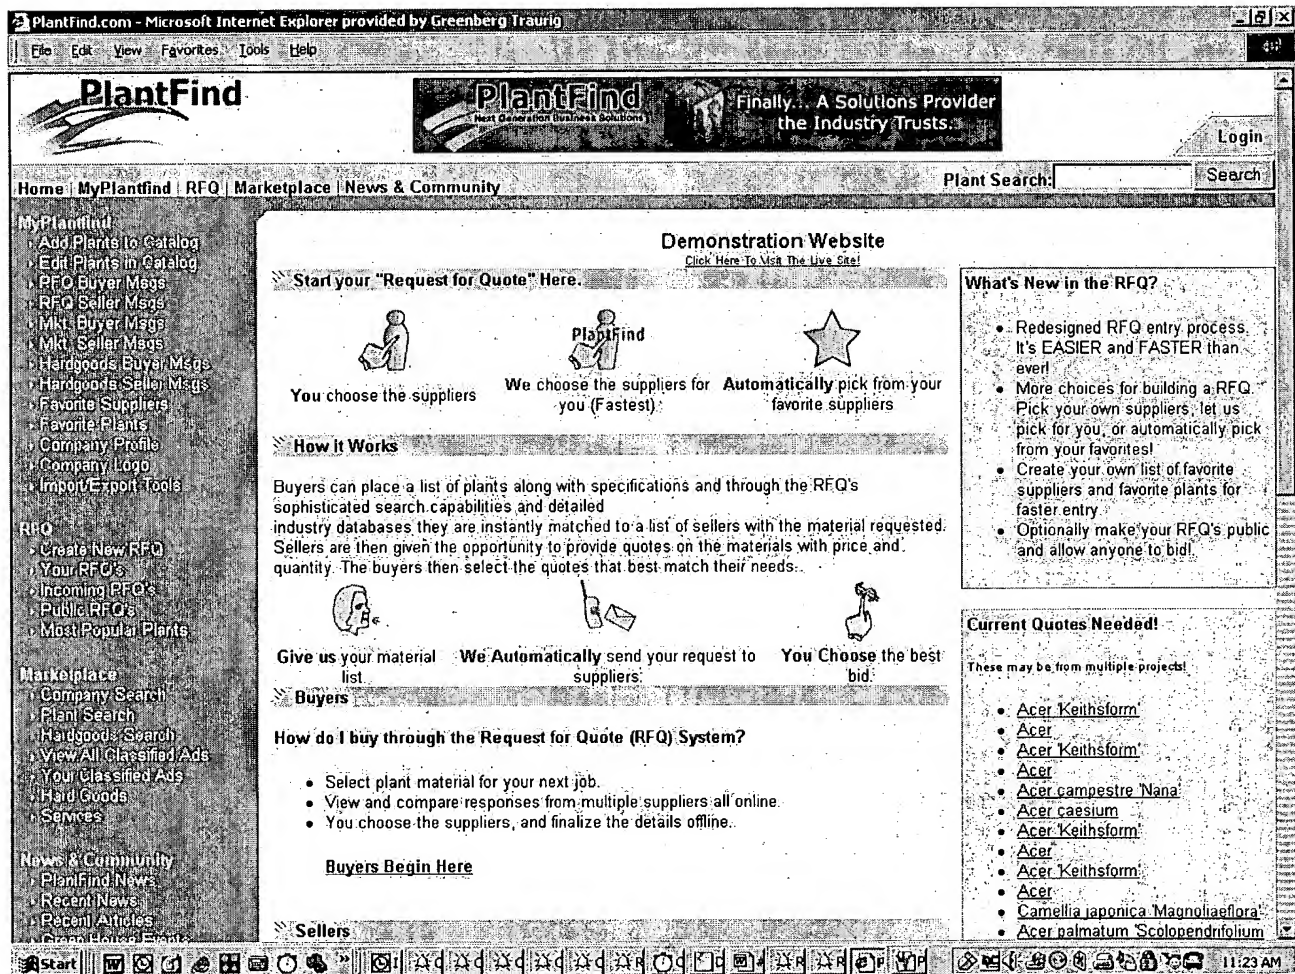 PlantFind.com - Microsoft Internet Explorer provided by Greenberg Traurig
File Edit View Favorites Tools Help
PlantFind
PlantFind
Next Generation Business Solutions
Finally... A Solutions Provider
the Industry Trusts.
Login
Home | MyPlantfind | RFQ | Marketplace | News & Community
Plant Search:
Search
MyPlantfind
Add Plants to Catalog
Edit Plants in Catalog
RFQ Buyer Msgs
RFQ Seller Msgs
Mkt. Buyer Msgs
Mkt. Seller Msgs
Hardgoods Buyer Msgs
Hardgoods Seller Msgs
Favorite Suppliers
Favorite Plants
Company Profile
Company Logo
Import/Export Tools
RFQ
Create New RFQ
Your RFQ's
Incoming RFQ's
Public RFQ's
Most Popular Plants
Marketplace
Company Search
Plant Search
Hardgoods Search
View All Classified Ads
Your Classified Ads
Hard Goods
Services
News & Community
PlantFind News
Recent News
Recent Articles
Green House Events
Demonstration Website
Click Here To Visit The Live Site!
Start your "Request for Quote" Here.
PlantFind
You choose the suppliers
We choose the suppliers for
you (Fastest)
Automatically pick from your
favorite suppliers
How It Works
Buyers can place a list of plants along with specifications and through the RFQ's
sophisticated search capabilities and detailed
industry databases they are instantly matched to a list of sellers with the material requested.
Sellers are then given the opportunity to provide quotes on the materials with price and
quantity. The buyers then select the quotes that best match their needs.
Give us your material
list.
We Automatically send your request to
suppliers.
You Choose the best
bid.
Buyers
How do I buy through the Request for Quote (RFQ) System?
Select plant material for your next job.
View and compare responses from multiple suppliers all online.
You choose the suppliers, and finalize the details offline.
Buyers Begin Here
Sellers
What's New in the RFQ?
Redesigned RFQ entry process.
It's EASIER and FASTER than
ever!
More choices for building a RFQ.
Pick your own suppliers, let us
pick for you, or automatically pick
from your favorites!
Create your own list of favorite
suppliers and favorite plants for
faster entry
Optionally make your RFQ's public
and allow anyone to bid!
Current Quotes Needed!
These may be from multiple projects!
Acer 'Keithsform'
Acer
Acer 'Keithsform'
Acer
Acer campestre 'Nana'
Acer caesium
Acer 'Keithsform'
Acer
Acer 'Keithsform'
Acer
Camellia japonica 'Magnoliaeflora'
Acer palmatum 'Scolopendrifolium
Start
11:23 AM